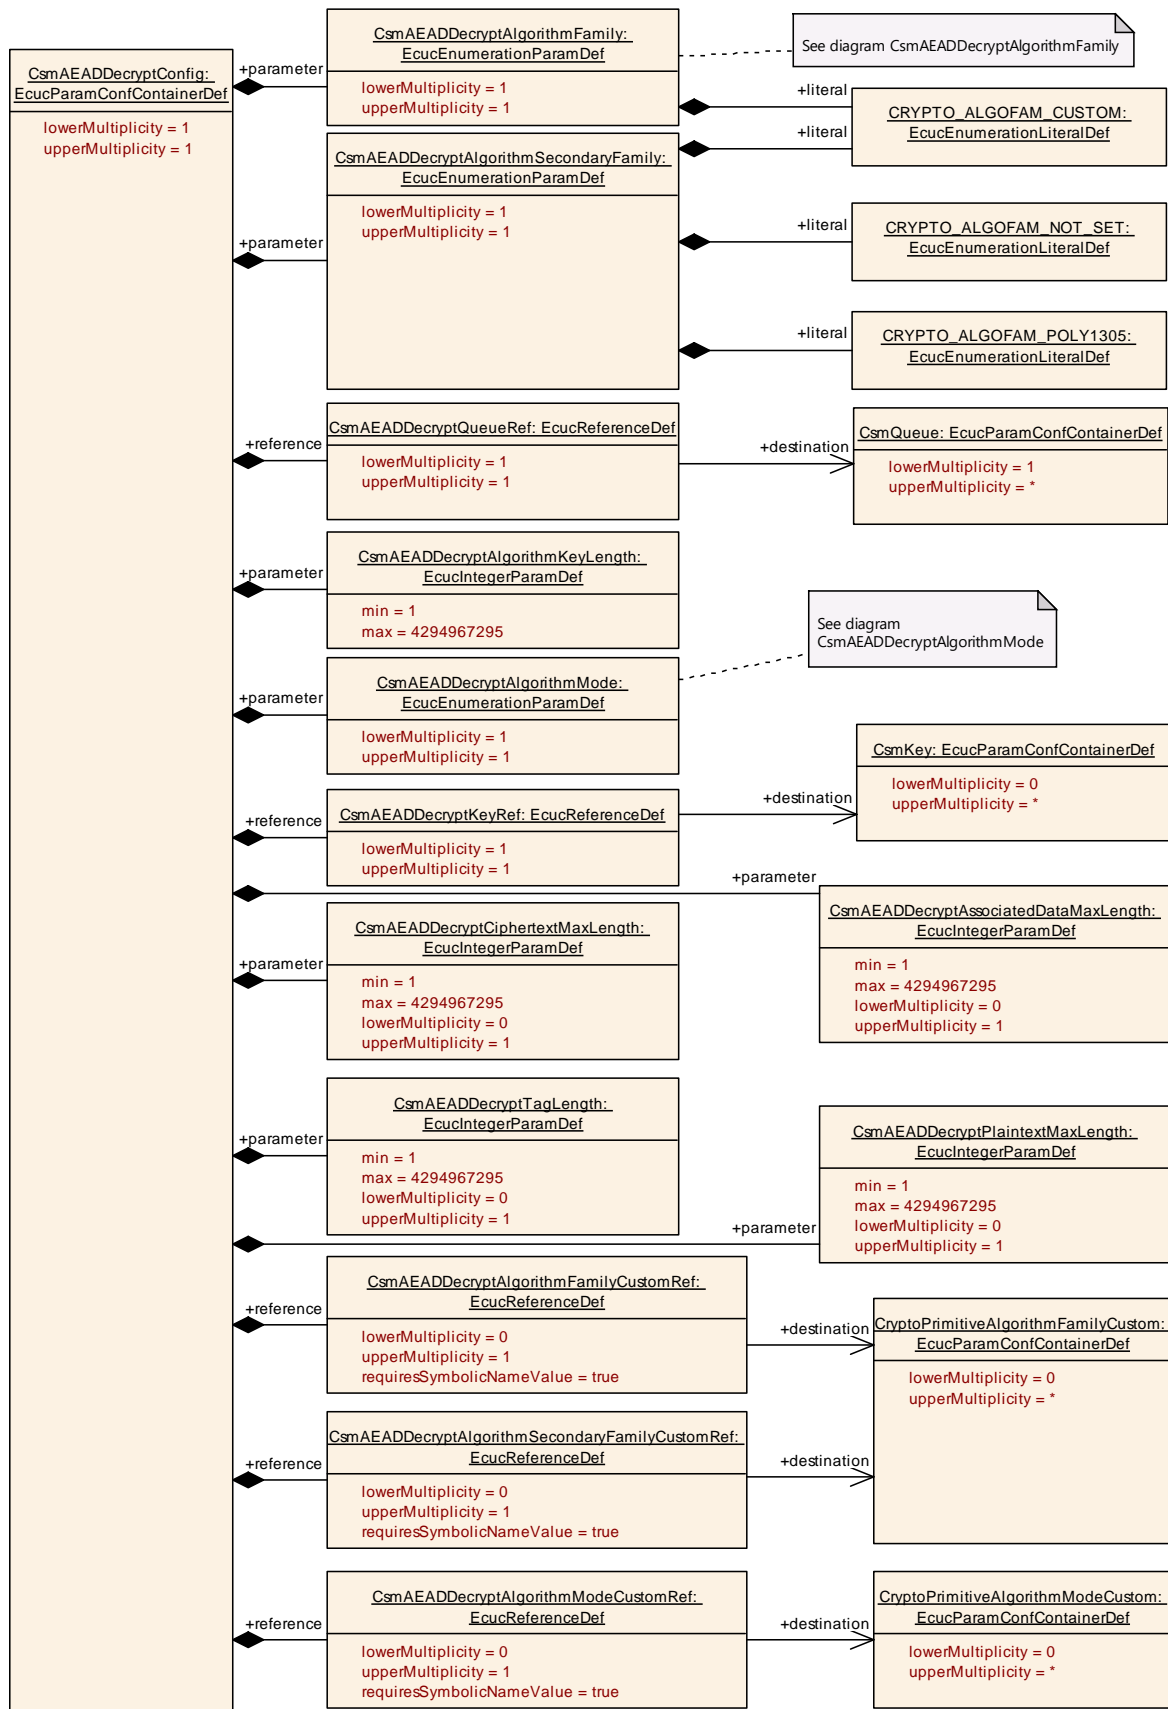 CsmAEADDecryptConfig:
EcucParamConfContainerDef
lowerMultiplicity = 1
upperMultiplicity = 1
+parameter
CsmAEADDecryptAlgorithmFamily:
EcucEnumerationParamDef
lowerMultiplicity = 1
upperMultiplicity = 1
See diagram CsmAEADDecryptAlgorithmFamily
+literal
CRYPTO_ALGOFAM_CUSTOM:
EcucEnumerationLiteralDef
+literal
+parameter
CsmAEADDecryptAlgorithmSecondaryFamily:
EcucEnumerationParamDef
lowerMultiplicity = 1
upperMultiplicity = 1
+literal
CRYPTO_ALGOFAM_NOT_SET:
EcucEnumerationLiteralDef
+literal
CRYPTO_ALGOFAM_POLY1305:
EcucEnumerationLiteralDef
+reference
CsmAEADDecryptQueueRef: EcucReferenceDef
lowerMultiplicity = 1
upperMultiplicity = 1
+destination
CsmQueue: EcucParamConfContainerDef
lowerMultiplicity = 1
upperMultiplicity = *
+parameter
CsmAEADDecryptAlgorithmKeyLength:
EcucIntegerParamDef
min = 1
max = 4294967295
See diagram
CsmAEADDecryptAlgorithmMode
+parameter
CsmAEADDecryptAlgorithmMode:
EcucEnumerationParamDef
lowerMultiplicity = 1
upperMultiplicity = 1
+reference
CsmAEADDecryptKeyRef: EcucReferenceDef
lowerMultiplicity = 1
upperMultiplicity = 1
+destination
CsmKey: EcucParamConfContainerDef
lowerMultiplicity = 0
upperMultiplicity = *
+parameter
CsmAEADDecryptAssociatedDataMaxLength:
EcucIntegerParamDef
min = 1
max = 4294967295
lowerMultiplicity = 0
upperMultiplicity = 1
+parameter
CsmAEADDecryptCiphertextMaxLength:
EcucIntegerParamDef
min = 1
max = 4294967295
lowerMultiplicity = 0
upperMultiplicity = 1
+parameter
CsmAEADDecryptTagLength:
EcucIntegerParamDef
min = 1
max = 4294967295
lowerMultiplicity = 0
upperMultiplicity = 1
+parameter
CsmAEADDecryptPlaintextMaxLength:
EcucIntegerParamDef
min = 1
max = 4294967295
lowerMultiplicity = 0
upperMultiplicity = 1
+reference
CsmAEADDecryptAlgorithmFamilyCustomRef:
EcucReferenceDef
lowerMultiplicity = 0
upperMultiplicity = 1
requiresSymbolicNameValue = true
+destination
CryptoPrimitiveAlgorithmFamilyCustom:
EcucParamConfContainerDef
lowerMultiplicity = 0
upperMultiplicity = *
+reference
CsmAEADDecryptAlgorithmSecondaryFamilyCustomRef:
EcucReferenceDef
lowerMultiplicity = 0
upperMultiplicity = 1
requiresSymbolicNameValue = true
+destination
+reference
CsmAEADDecryptAlgorithmModeCustomRef:
EcucReferenceDef
lowerMultiplicity = 0
upperMultiplicity = 1
requiresSymbolicNameValue = true
+destination
CryptoPrimitiveAlgorithmModeCustom:
EcucParamConfContainerDef
lowerMultiplicity = 0
upperMultiplicity = *